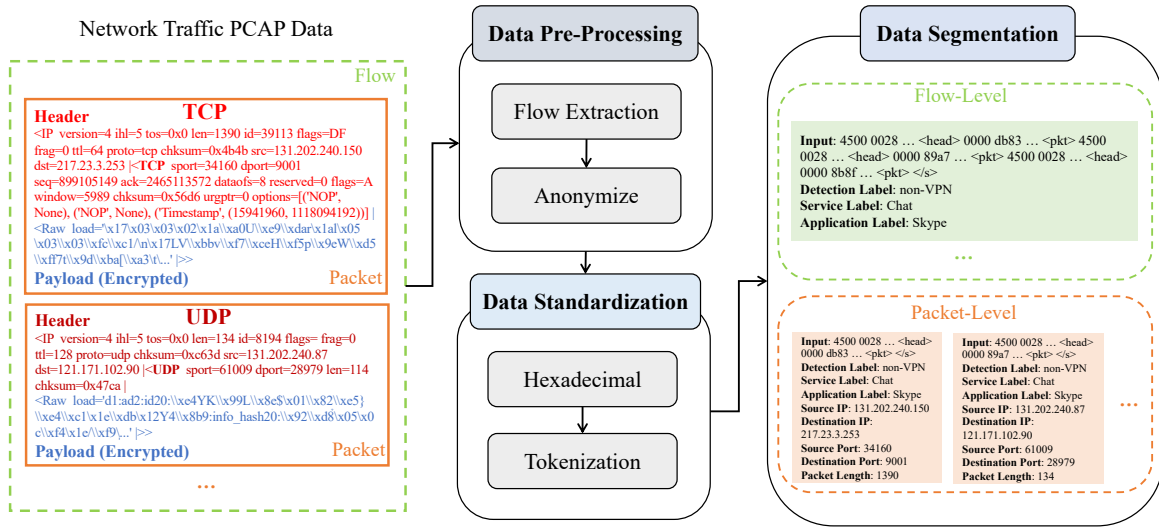 Network Traffic PCAP Data
Flow
Header TCP
<IP version=4 ihl=5 tos=0x0 len=1390 id=39113 flags=DF
frag=0 ttl=64 proto=tcp chksum=0x4b4b src=131.202.240.150
dst=217.23.3.253 |<TCP sport=34160 dport=9001
seq=899105149 ack=2465113572 dataofs=8 reserved=0 flags=A
window=5989 chksum=0x56d6 urgptr=0 options=[('NOP',
None), ('NOP', None), ('Timestamp', (15941960, 1118094192))] |
<Raw load='\x17\x03\x03\x02\x1a\\xa0U\\xe9\\xdar\x1al\x05
\x03\\x03\\xfc\\xc1/\n\x17LV\\xbbv\\xf7\\xceH\\xf5p\\x9eW\\xd5
\\xff7t\\x9d\\xba[\\xa3\t\...' |>>
Payload (Encrypted)
Packet
Header UDP
<IP version=4 ihl=5 tos=0x0 len=134 id=8194 flags= frag=0
ttl=128 proto=udp chksum=0xc63d src=131.202.240.87
dst=121.171.102.90 |<UDP sport=61009 dport=28979 len=114
chksum=0x47ca |
<Raw load='d1:ad2:id20:\\xe4YK\\x99L\\x8e$\x01\\x82\\xe5}
\\xe4\\xc1\x1c\\xdb\x12Y4\\x8b9:info_hash20:\\x92\\xd8\\x05\x0
c\\xf4\x1e/\\xf9\...' |>>
Payload (Encrypted)
Packet
...
Data Pre-Processing
Flow Extraction
Anonymize
Data Standardization
Hexadecimal
Tokenization
Data Segmentation
Flow-Level
Input: 4500 0028 … <head> 0000 db83 … <pkt> 4500
0028 … <head> 0000 89a7 … <pkt> 4500 0028 … <head>
0000 8b8f … <pkt> </s>
Detection Label: non-VPN
Service Label: Chat
Application Label: Skype
...
Packet-Level
Input: 4500 0028 … <head>
0000 db83 … <pkt> </s>
Detection Label: non-VPN
Service Label: Chat
Application Label: Skype
Source IP: 131.202.240.150
Destination IP:
217.23.3.253
Source Port: 34160
Destination Port: 9001
Packet Length: 1390
Input: 4500 0028 … <head>
0000 89a7 … <pkt> </s>
Detection Label: non-VPN
Service Label: Chat
Application Label: Skype
Source IP: 131.202.240.87
Destination IP:
121.171.102.90
Source Port: 61009
Destination Port: 28979
Packet Length: 134
...